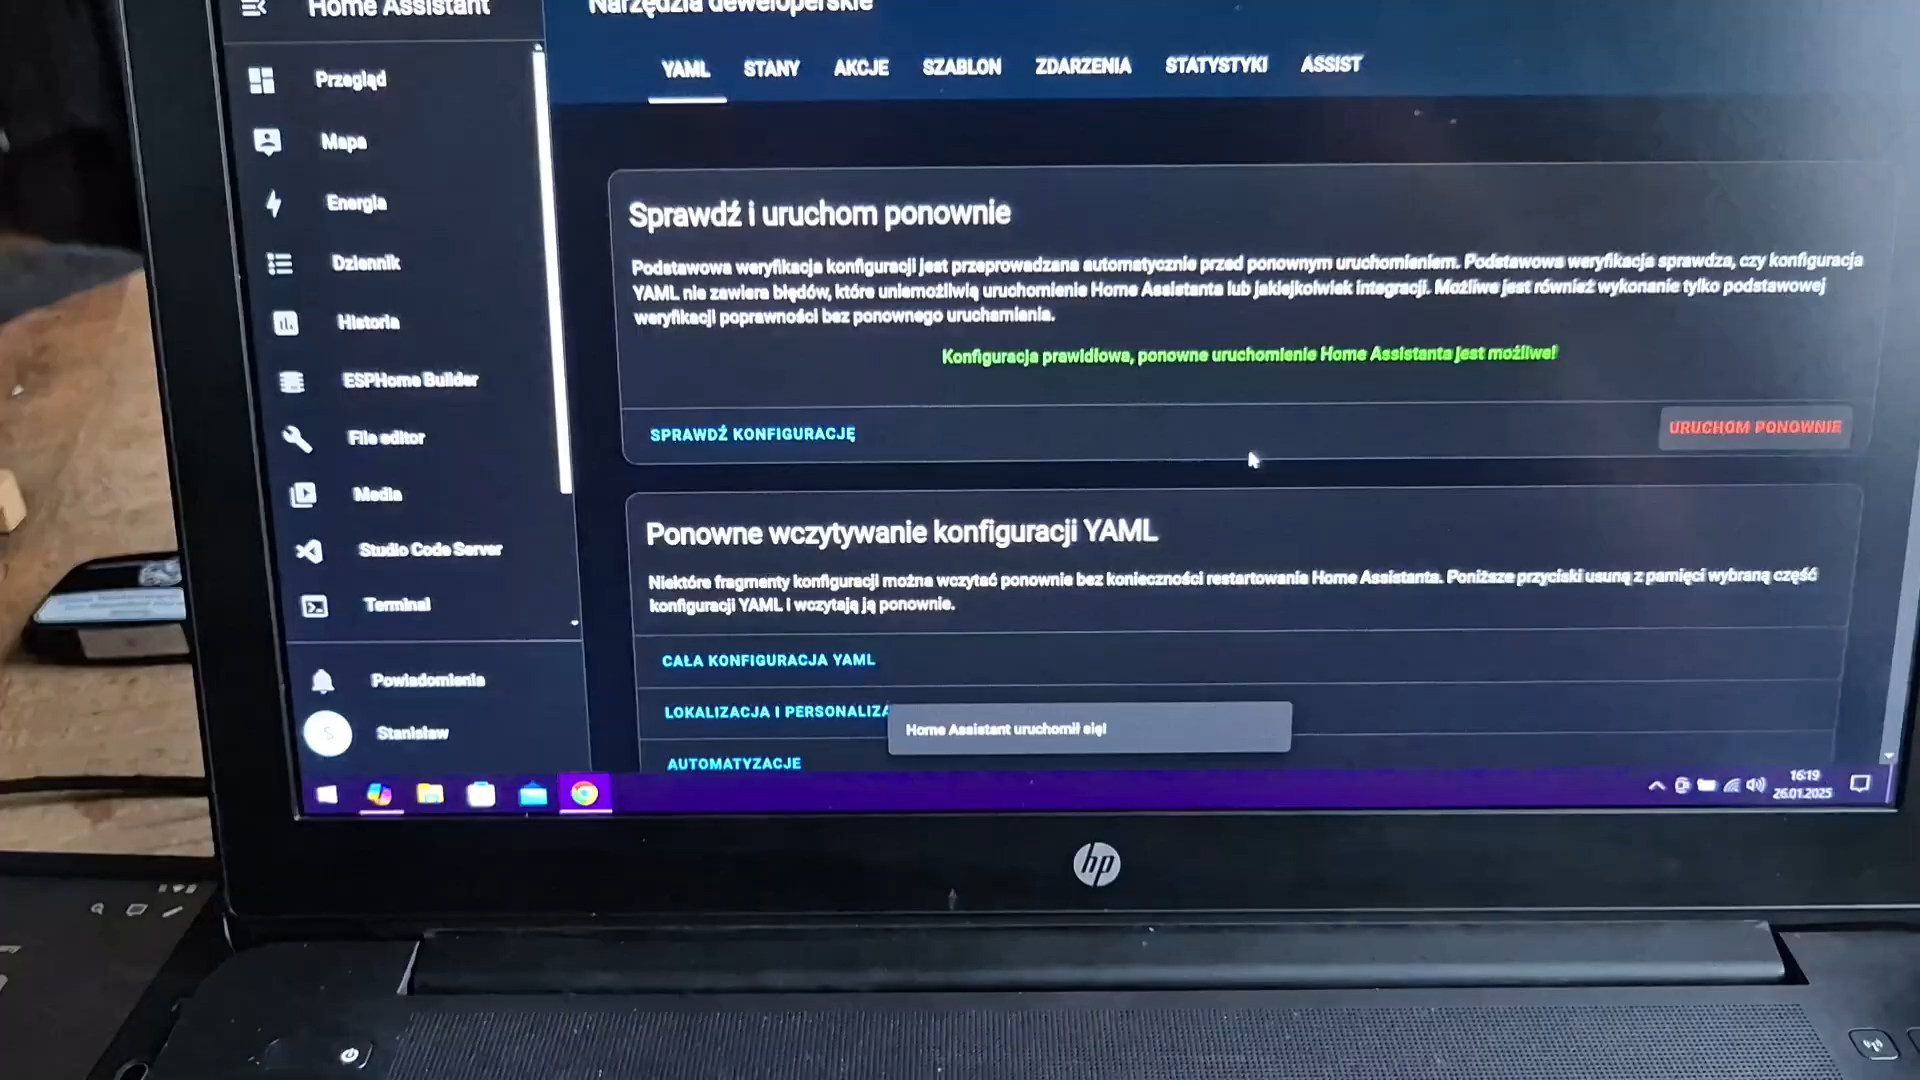 Home Assistant
Narzędzia deweloperskie
YAML STANY AKCJE SZABLON ZDARZENIA STATYSTYKI ASSIST
Przegląd
Mapa
Energia
Dziennik
Historia
ESPHome Builder
File editor
Media
Studio Code Server
Terminal
Powiadomienia
S
Stanisław
Sprawdź i uruchom ponownie
Podstawowa weryfikacja konfiguracji jest przeprowadzana automatycznie przed ponownym uruchomieniem. Podstawowa weryfikacja sprawdza, czy konfiguracja
YAML nie zawiera błędów, które uniemożliwią uruchomienie Home Assistanta lub jakiejkolwiek integracji. Możliwe jest również wykonanie tylko podstawowej
weryfikacji poprawności bez ponownego uruchamiania.
Konfiguracja prawidłowa, ponowne uruchomienie Home Assistanta jest możliwe!
SPRAWDŹ KONFIGURACJĘ
URUCHOM PONOWNIE
Ponowne wczytywanie konfiguracji YAML
Niektóre fragmenty konfiguracji można wczytać ponownie bez konieczności restartowania Home Assistanta. Poniższe przyciski usuną z pamięci wybraną część
konfiguracji YAML i wczytają ją ponownie.
CAŁA KONFIGURACJA YAML
LOKALIZACJA I PERSONALIZA
Home Assistant uruchomił się!
AUTOMATYZACJE
16:19
26.01.2025
hp